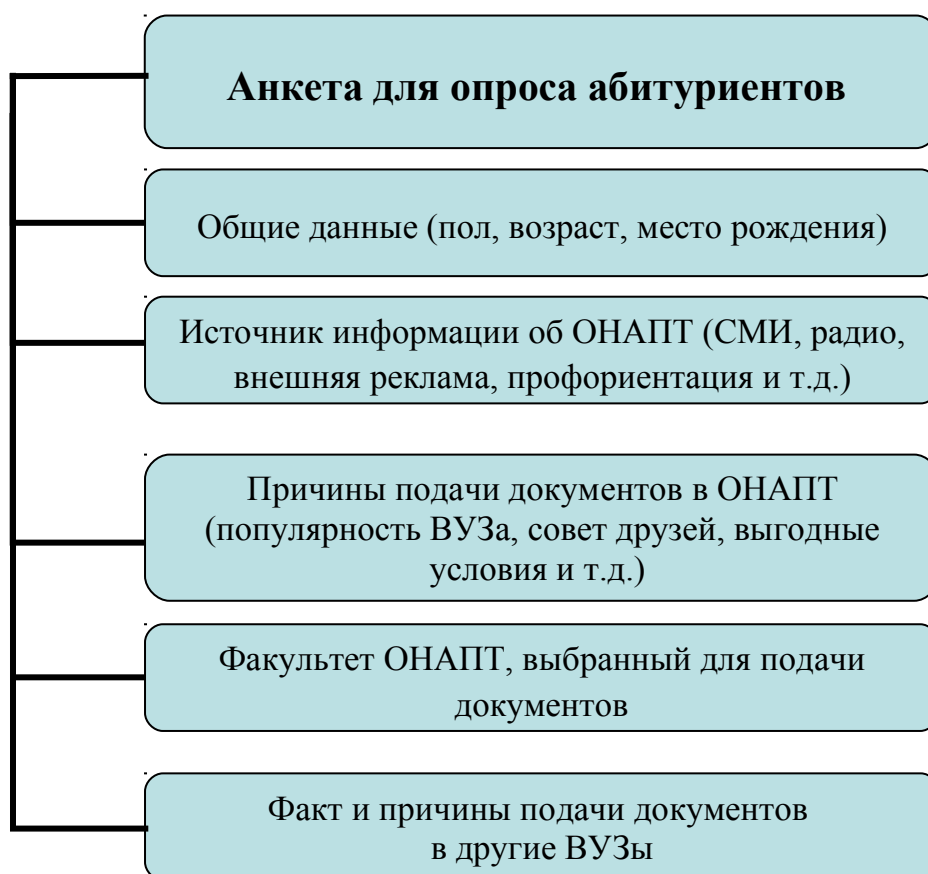 Анкета для опроса абитуриентов
Общие данные (пол, возраст, место рождения)
Источник информации об ОНАПТ (СМИ, радио,
внешняя реклама, профориентация и т.д.)
Причины подачи документов в ОНАПТ
(популярность ВУЗа, совет друзей, выгодные
условия и т.д.)
Факультет ОНАПТ, выбранный для подачи
документов
Факт и причины подачи документов
в другие ВУЗы